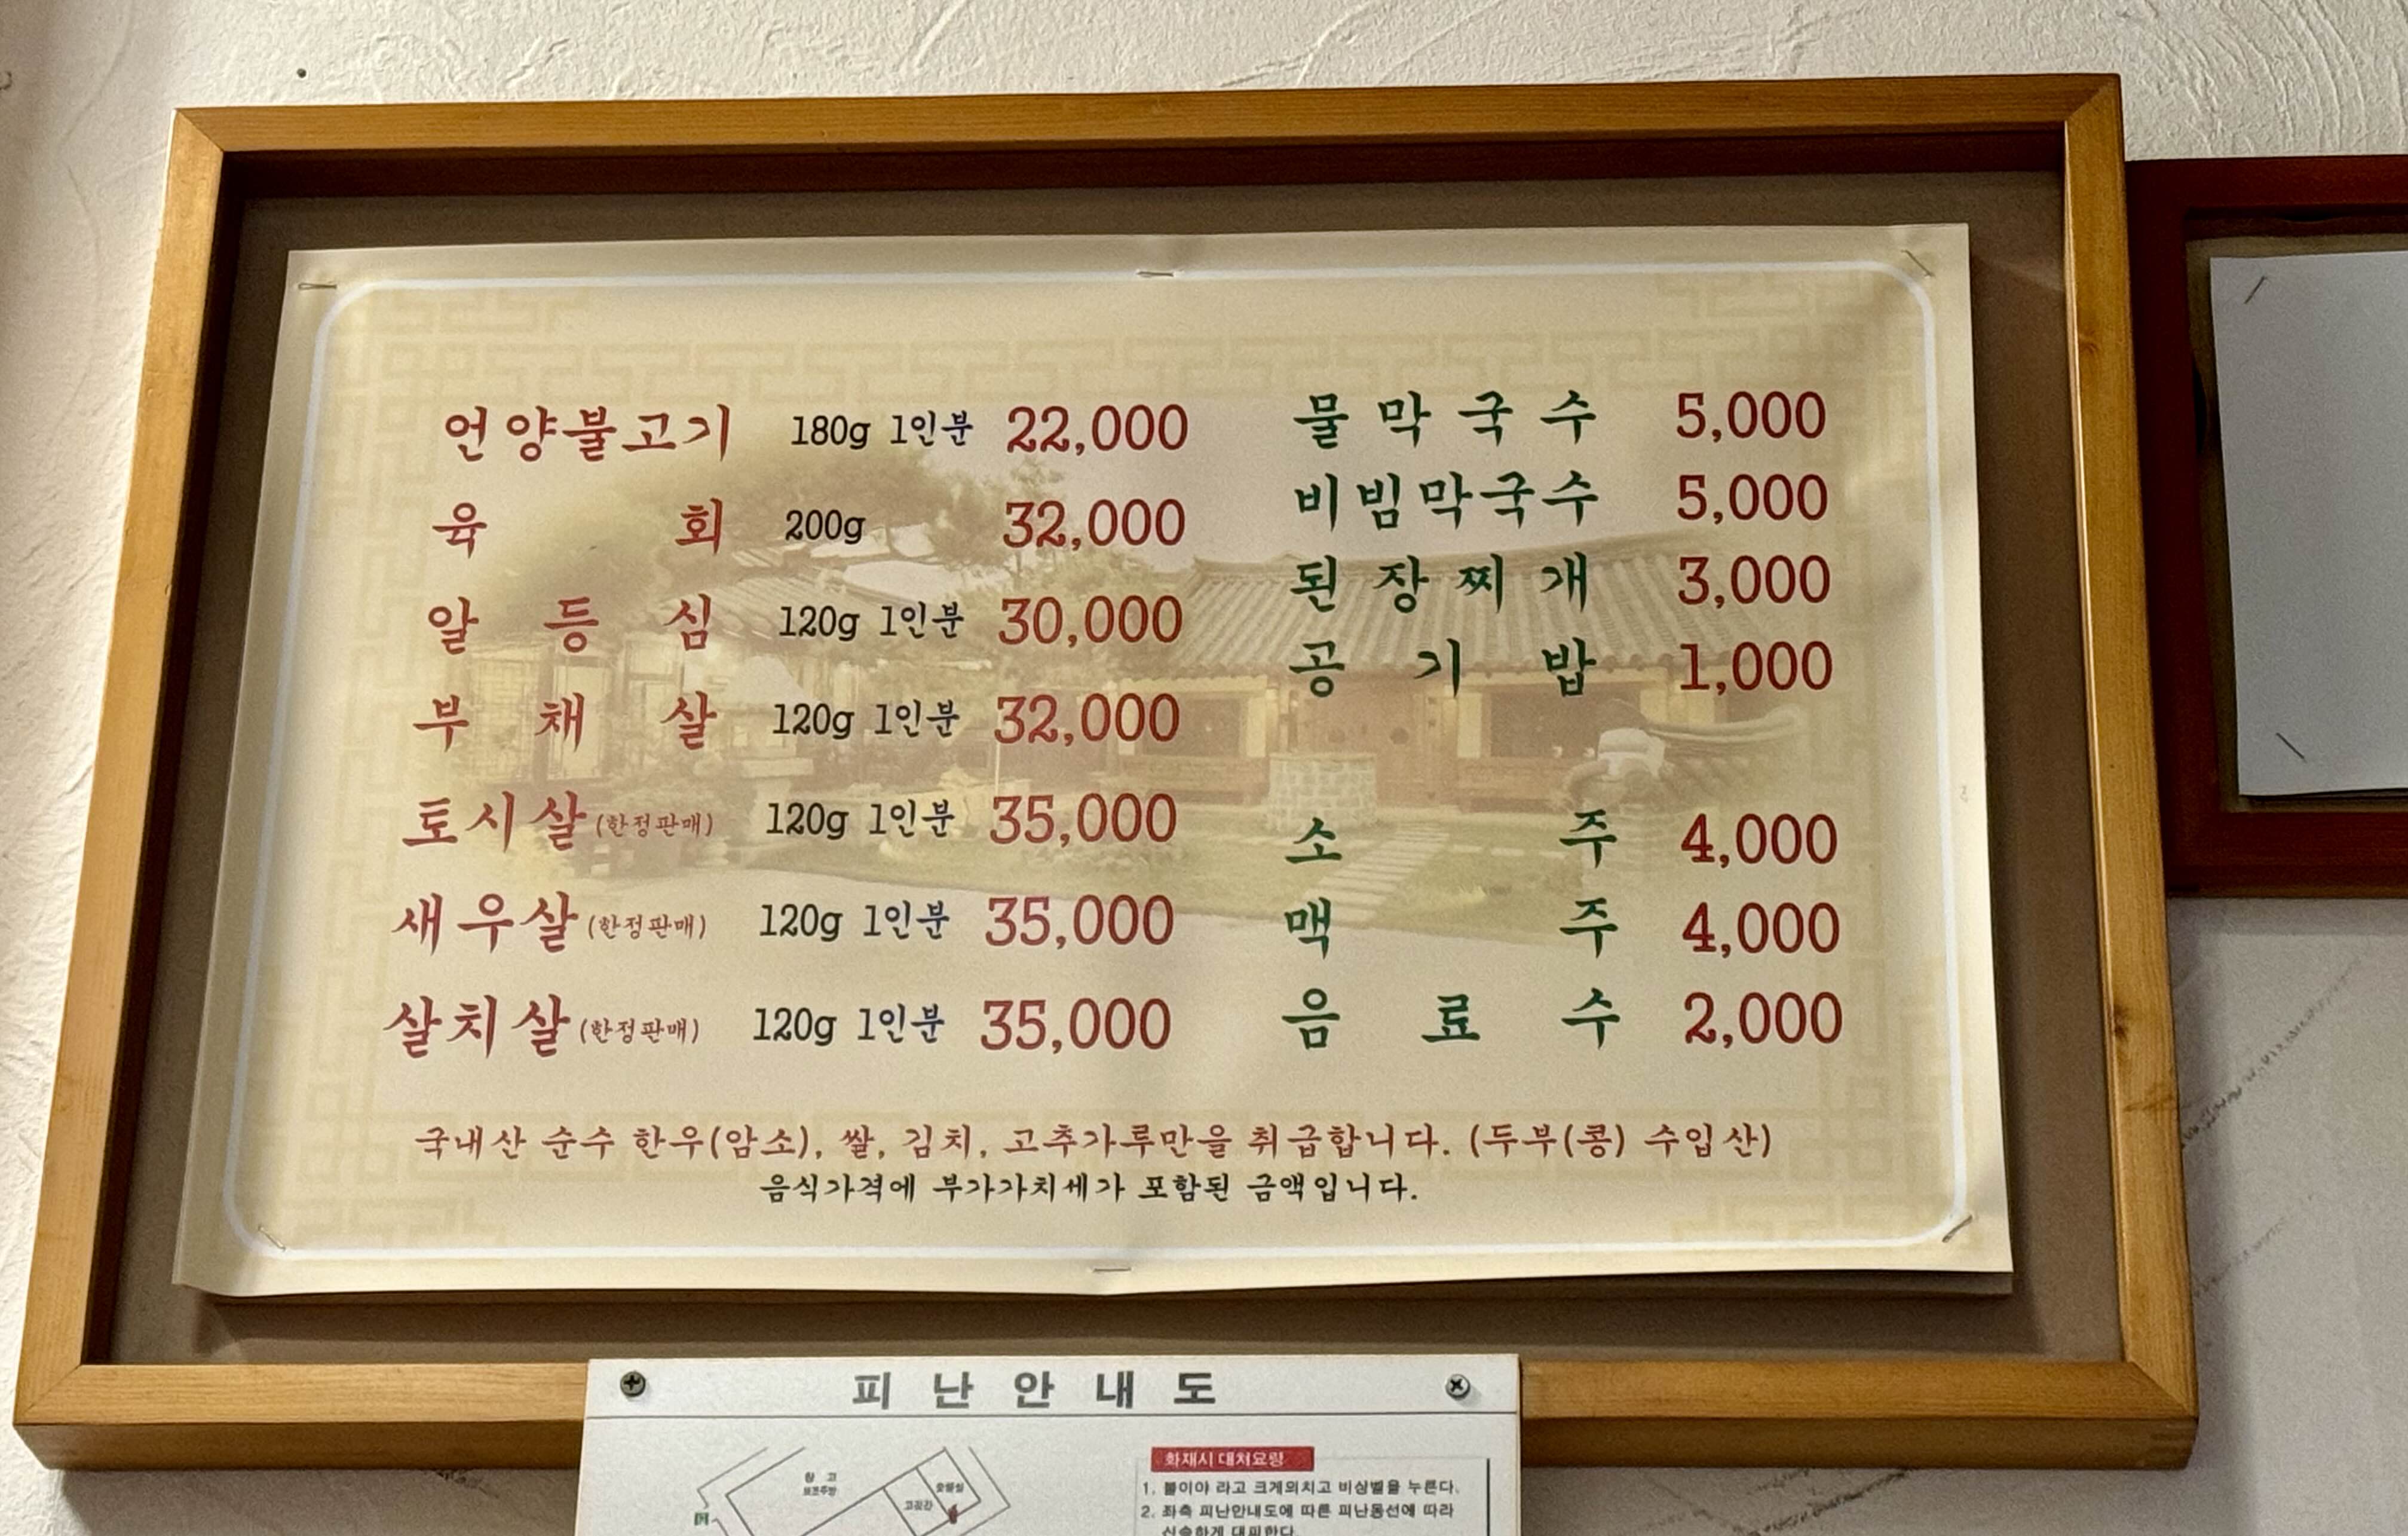 언양불고기 180g 1인분 22,000
육회 200g 32,000
알등심 120g 1인분 30,000
부채살 120g 1인분 32,000
토시살(한정판매) 120g 1인분 35,000
새우살(한정판매) 120g 1인분 35,000
살치살(한정판매) 120g 1인분 35,000
물막국수 5,000
비빔막국수 5,000
된장찌개 3,000
공기밥 1,000
소주 4,000
맥주 4,000
음료수 2,000
국내산 순수 한우(암소), 쌀, 김치, 고추가루만을 취급합니다. (두부(콩) 수입산)
음식가격에 부가가치세가 포함된 금액입니다.
피난안내도
화재시 대처요령
1. 불이야 라고 크게외치고 비상벨을 누른다.
2. 좌측 피난안내도에 따른 피난동선에 따라
신속하게 대피한다.